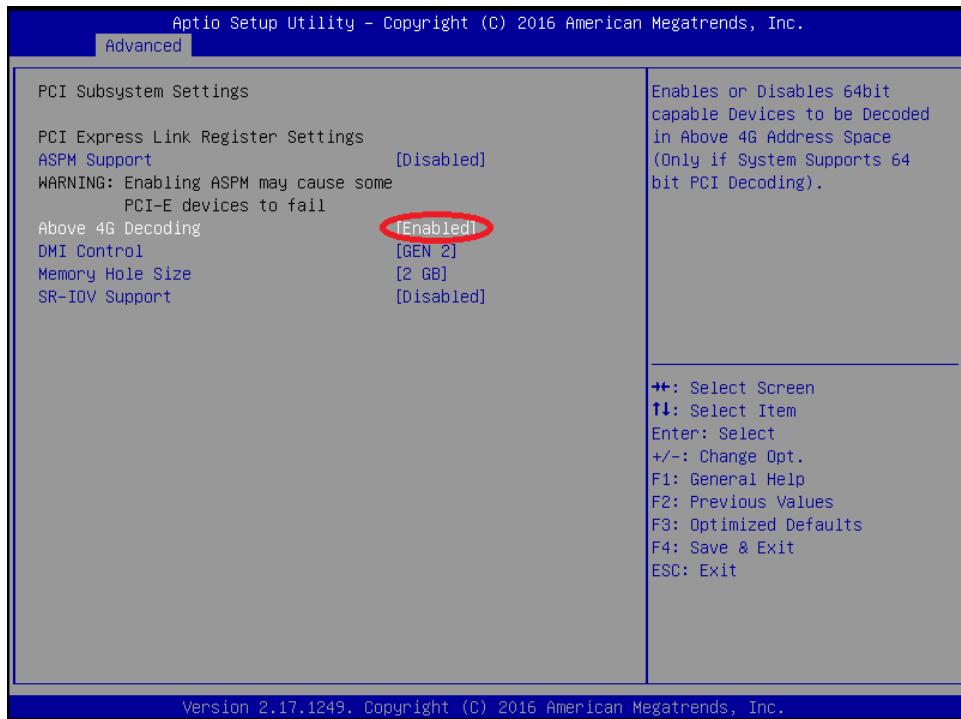 Aptio Setup Utility – Copyright (C) 2016 American Megatrends, Inc.
Advanced
PCI Subsystem Settings
PCI Express Link Register Settings
ASPM Support [Disabled]
WARNING: Enabling ASPM may cause some
PCI-E devices to fail
Above 4G Decoding [Enabled]
DMI Control [GEN 2]
Memory Hole Size [2 GB]
SR-IOV Support [Disabled]
Enables or Disables 64bit
capable Devices to be Decoded
in Above 4G Address Space
(Only if System Supports 64
bit PCI Decoding).
→←: Select Screen
↑↓: Select Item
Enter: Select
+/-: Change Opt.
F1: General Help
F2: Previous Values
F3: Optimized Defaults
F4: Save & Exit
ESC: Exit
Version 2.17.1249. Copyright (C) 2016 American Megatrends, Inc.